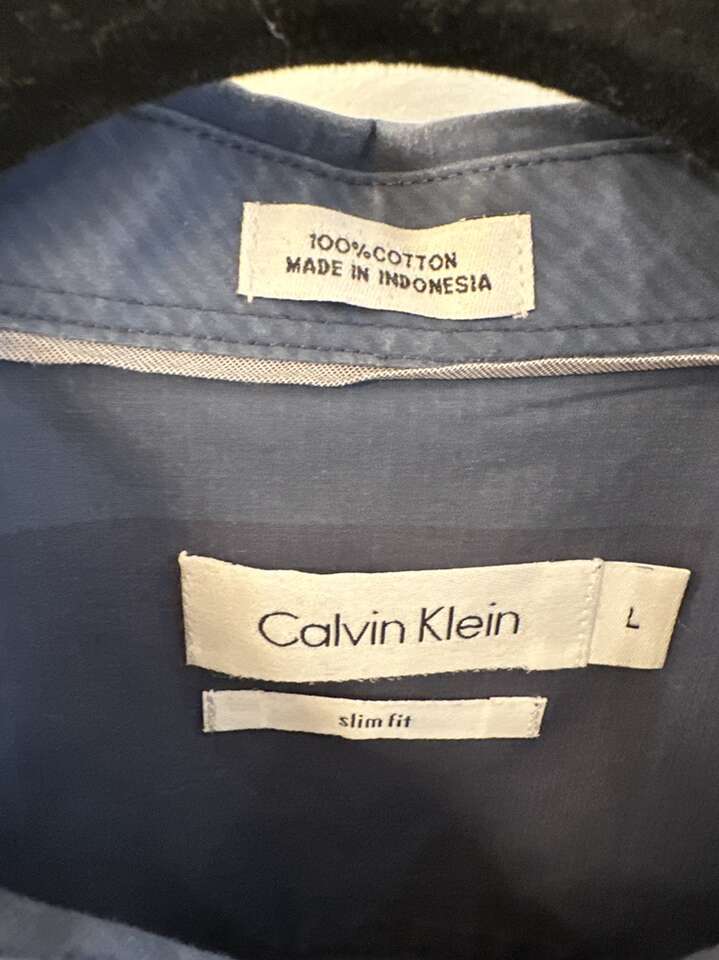 100%COTTON
MADE IN INDONESIA
Calvin Klein
L
slim fit